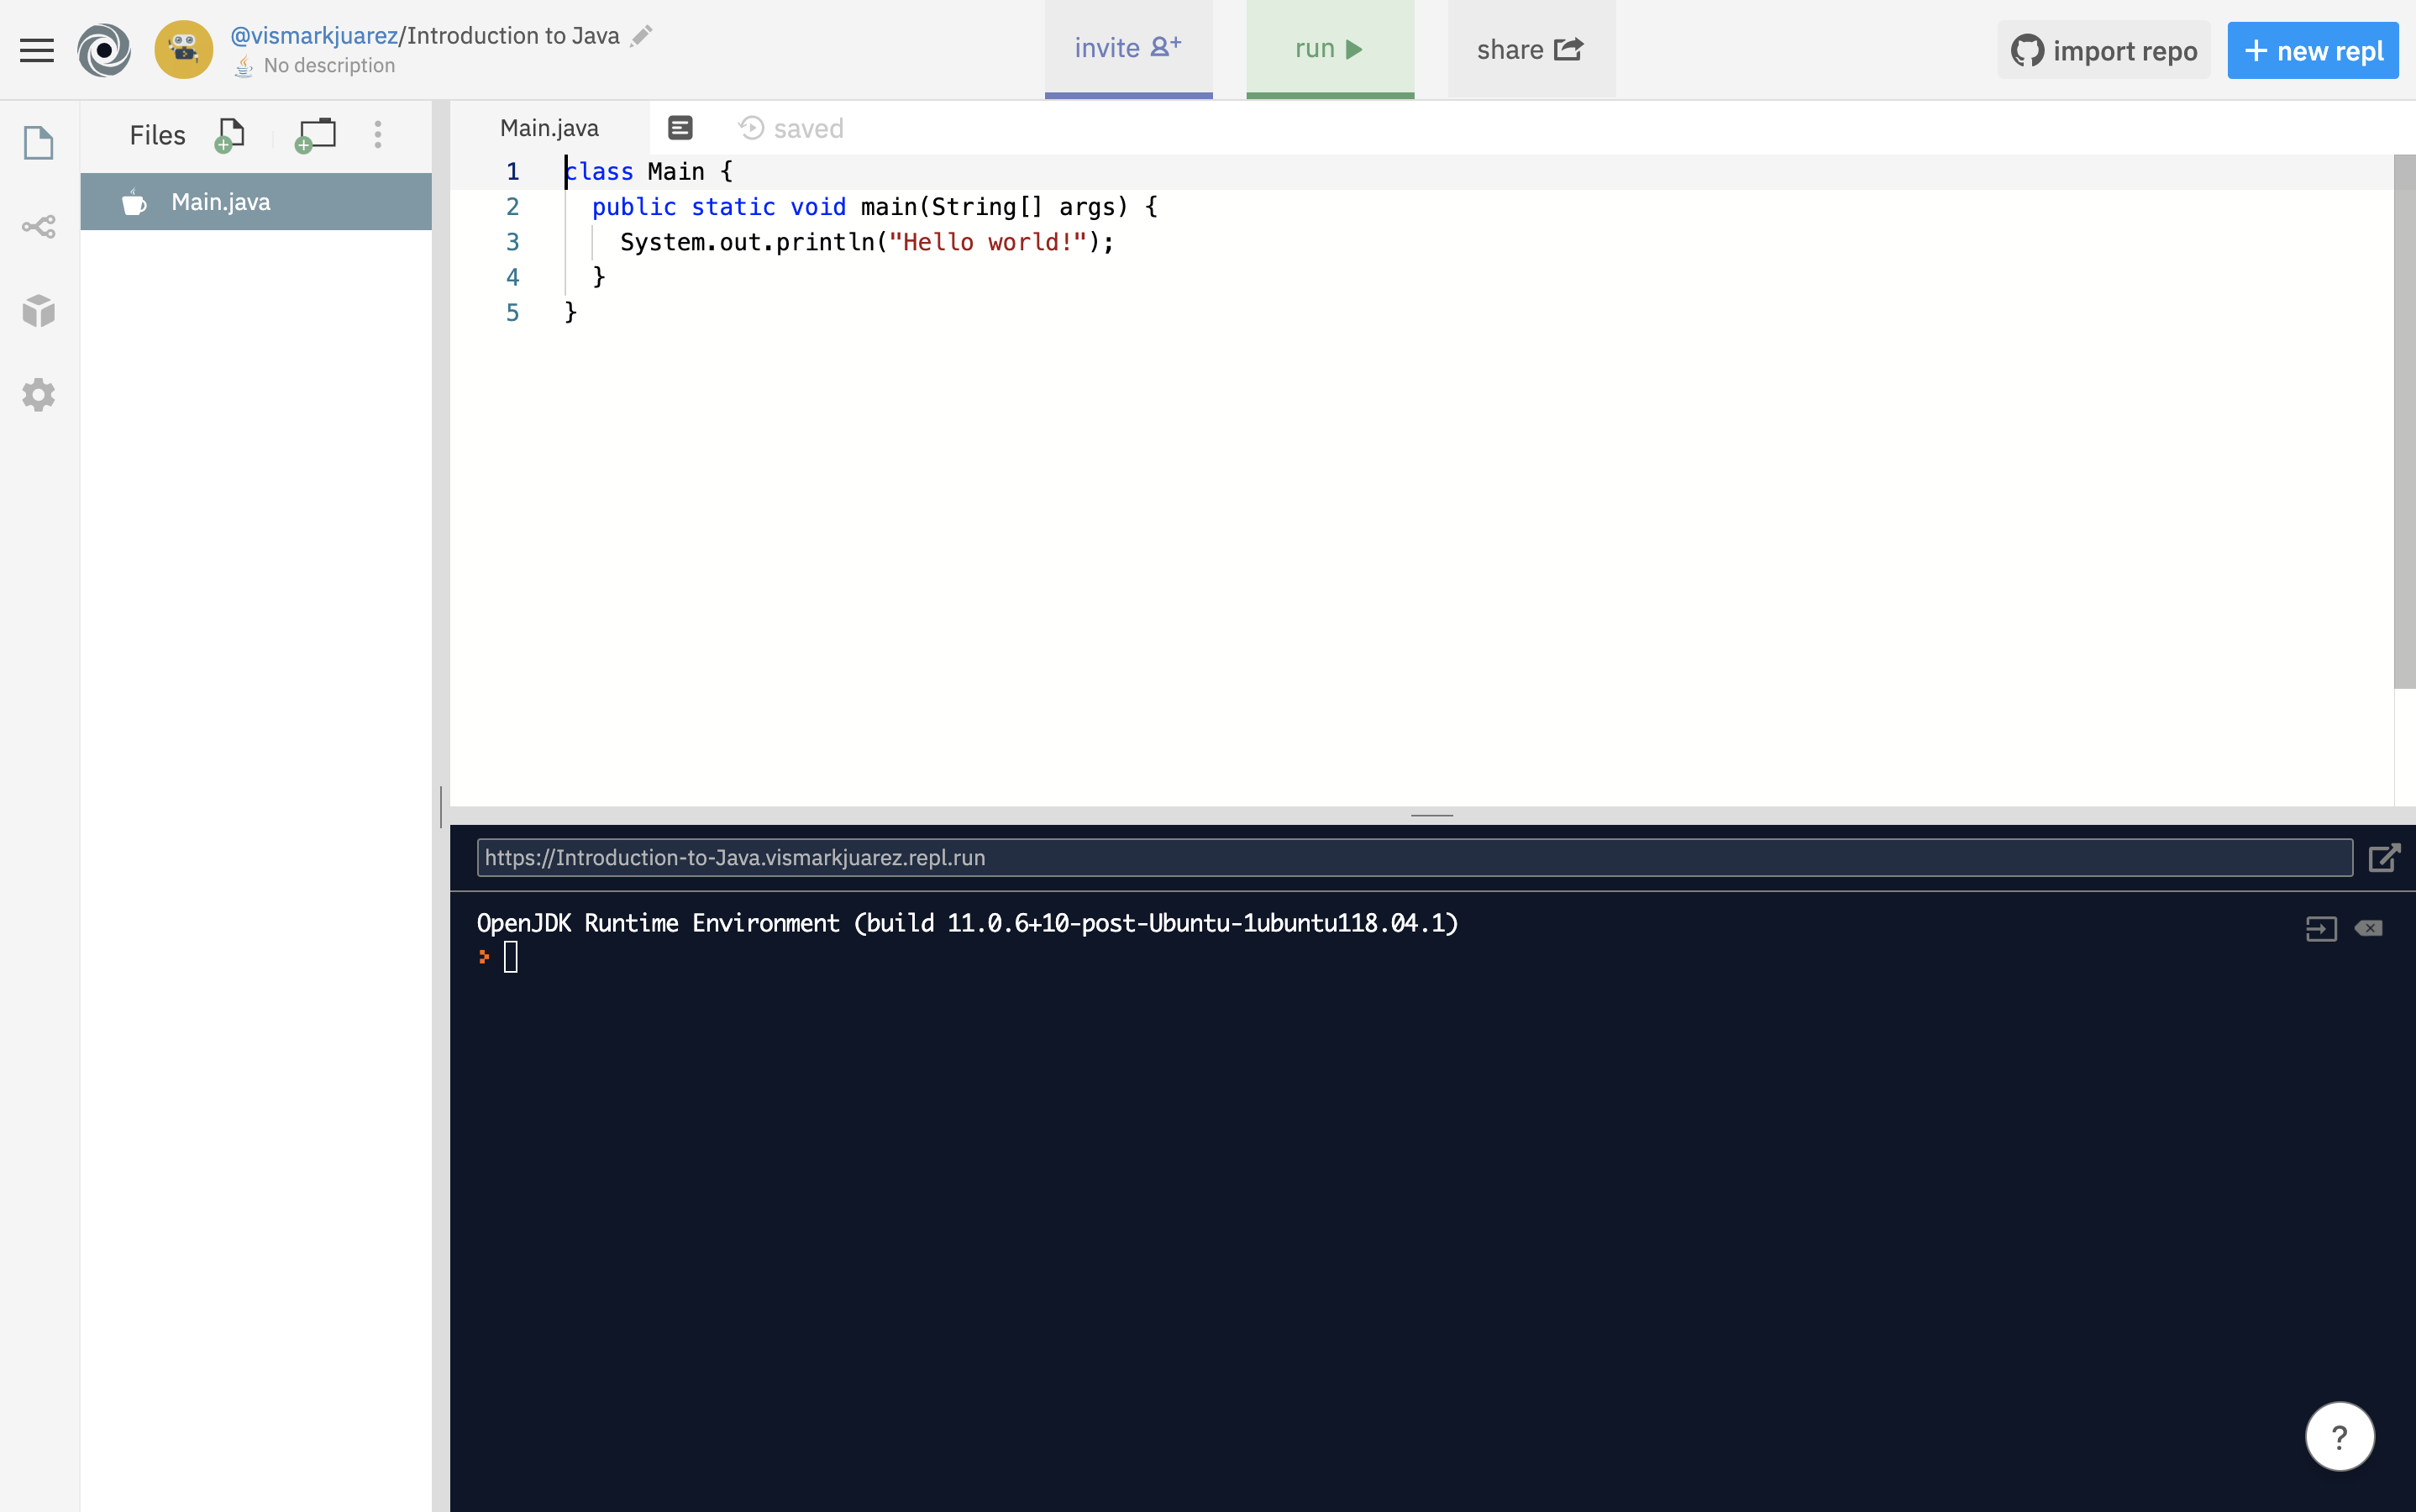 @vismarkjuarez/Introduction to Java
No description
invite
run
share
import repo
+ new repl
Files
Main.java
Main.java
saved
1 class Main {
2   public static void main(String[] args) {
3     System.out.println("Hello world!");
4   }
5 }
https://Introduction-to-Java.vismarkjuarez.repl.run
OpenJDK Runtime Environment (build 11.0.6+10-post-Ubuntu-1ubuntu118.04.1)
?